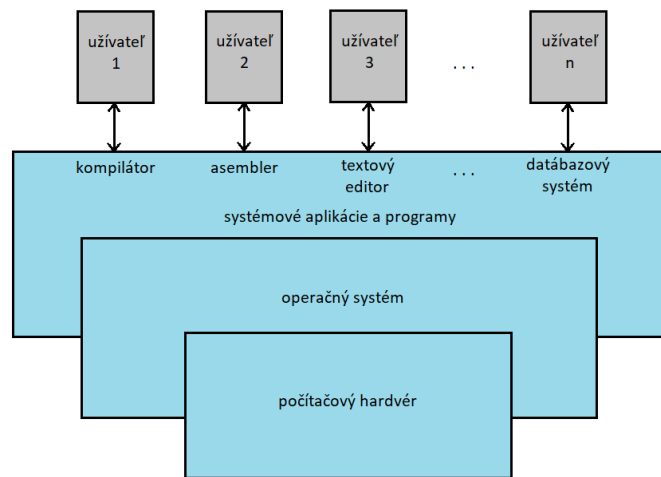 užívateľ
1
užívateľ
2
užívateľ
3
. . .
užívateľ
n
kompilátor
asembler
textový
editor
. . .
datábazový
systém
systémové aplikácie a programy
operačný systém
počítačový hardvér